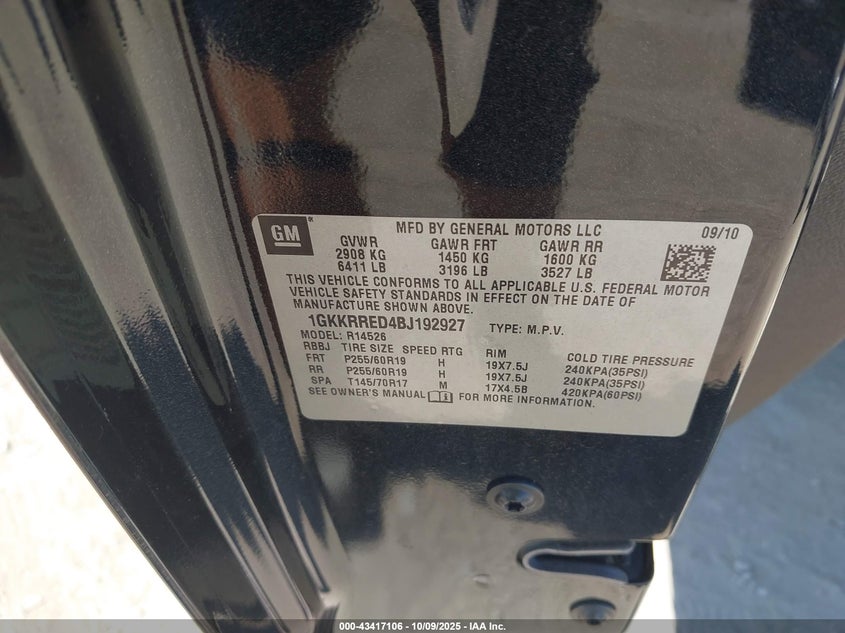 GM
MFD BY GENERAL MOTORS LLC 09/10
GVWR GAWR FRT GAWR RR
2908 KG 1450 KG 1600 KG
6411 LB 3196 LB 3527 LB
THIS VEHICLE CONFORMS TO ALL APPLICABLE U.S. FEDERAL MOTOR
VEHICLE SAFETY STANDARDS IN EFFECT ON THE DATE OF
MANUFACTURE SHOWN ABOVE.
1GKKRRED4BJ192927 TYPE: M.P.V.
MODEL: R14526
RBBJ TIRE SIZE SPEED RTG RIM COLD TIRE PRESSURE
FRT P255/60R19 H 19X7.5J 240KPA(35PSI)
RR P255/60R19 H 19X7.5J 240KPA(35PSI)
SPA T145/70R17 M 17X4.5B 420KPA(60PSI)
SEE OWNER'S MANUAL FOR MORE INFORMATION.
000-43417106 - 10/09/2025 - IAA Inc.